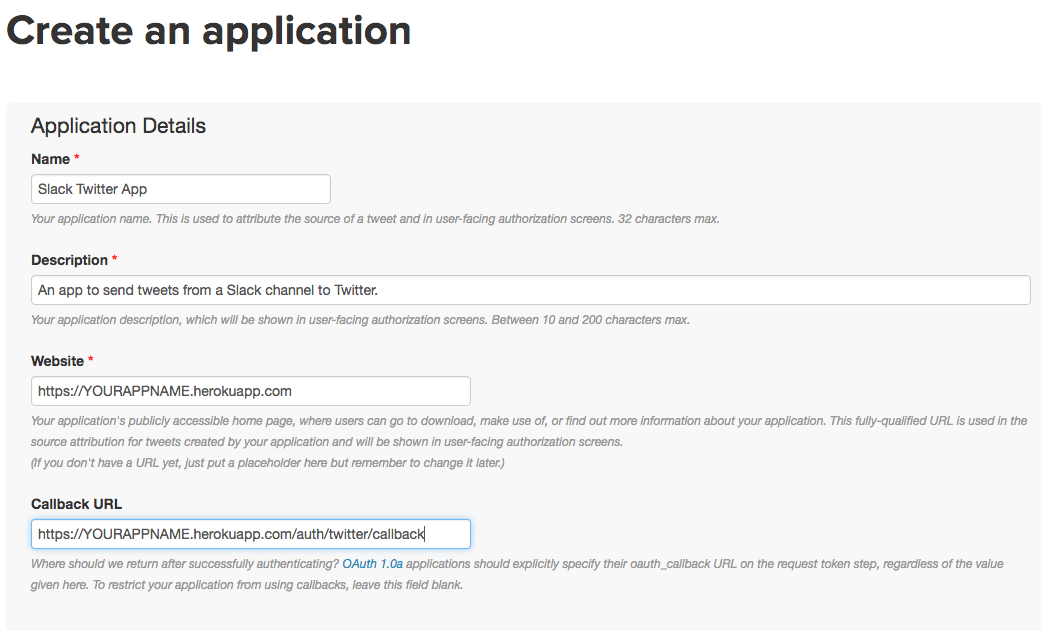 Create an application
Application Details
Name *
Slack Twitter App
Your application name. This is used to attribute the source of a tweet and in user-facing authorization screens. 32 characters max.
Description *
An app to send tweets from a Slack channel to Twitter.
Your application description, which will be shown in user-facing authorization screens. Between 10 and 200 characters max.
Website *
https://YOURAPPNAME.herokuapp.com
Your application's publicly accessible home page, where users can go to download, make use of, or find out more information about your application. This fully-qualified URL is used in the
source attribution for tweets created by your application and will be shown in user-facing authorization screens.
(If you don't have a URL yet, just put a placeholder here but remember to change it later.)
Callback URL
https://YOURAPPNAME.herokuapp.com/auth/twitter/callback
Where should we return after successfully authenticating? OAuth 1.0a applications should explicitly specify their oauth_callback URL on the request token step, regardless of the value
given here. To restrict your application from using callbacks, leave this field blank.